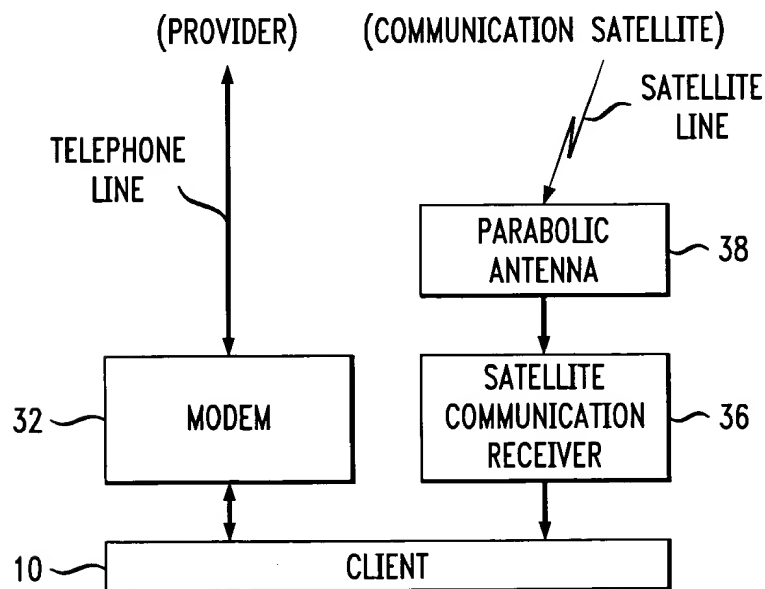 (PROVIDER)
(COMMUNICATION SATELLITE)
SATELLITE
LINE
TELEPHONE
LINE
PARABOLIC
ANTENNA
38
32
MODEM
SATELLITE
COMMUNICATION
RECEIVER
36
10
CLIENT